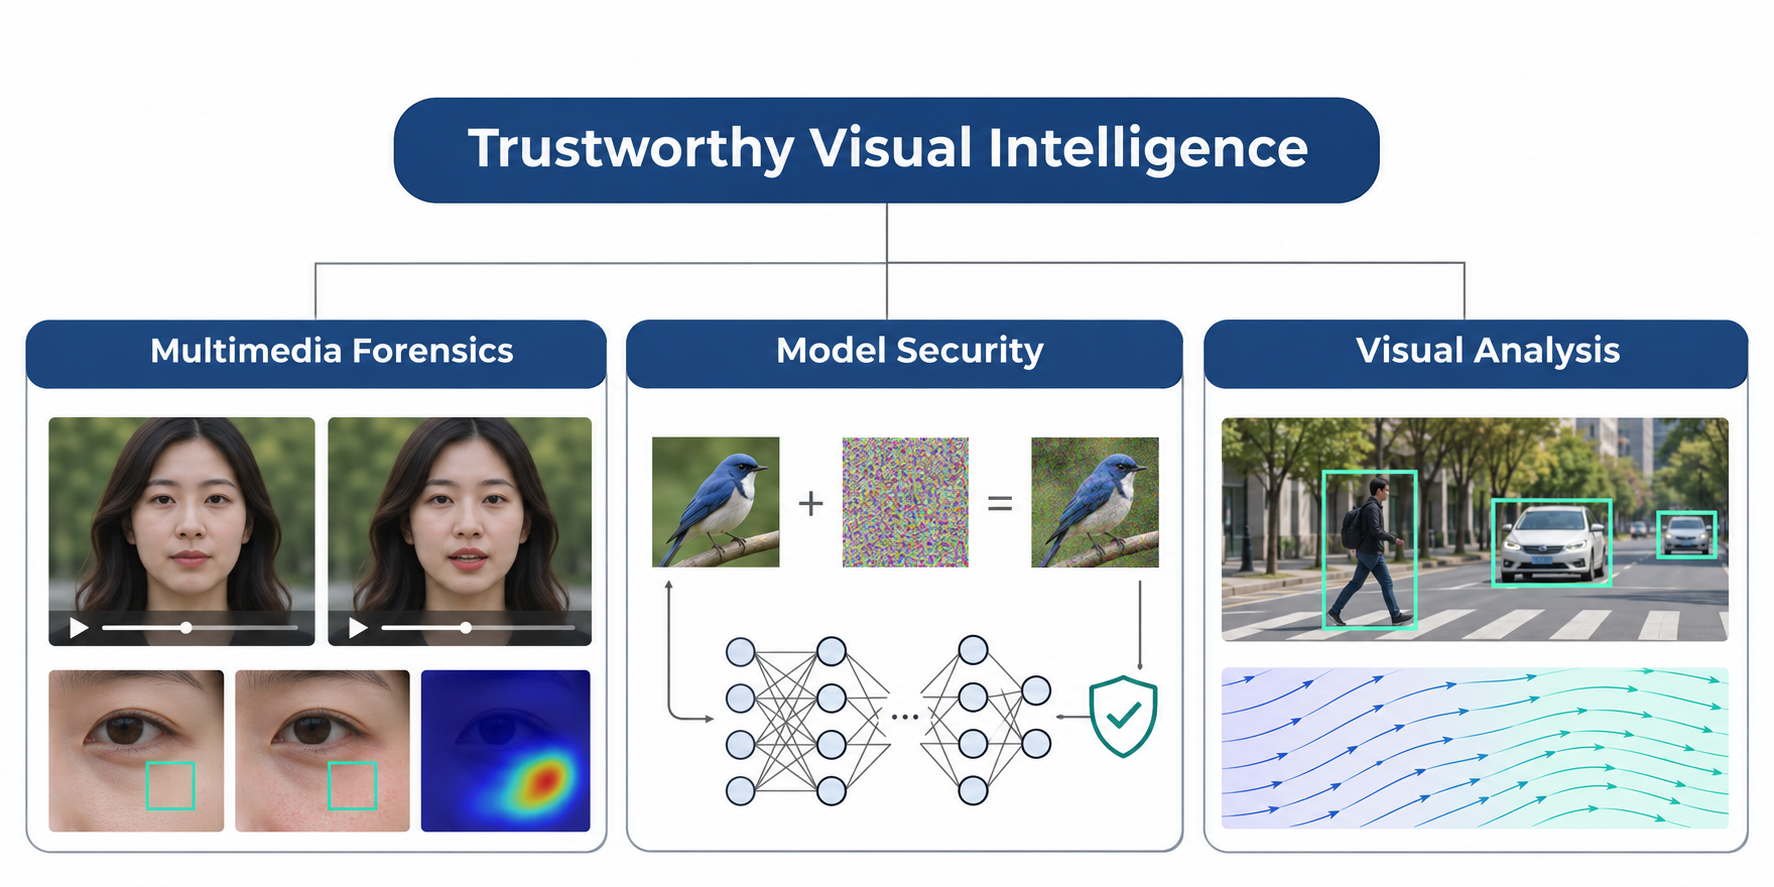 Trustworthy Visual Intelligence
Multimedia Forensics
Model Security
Visual Analysis
+
=
...